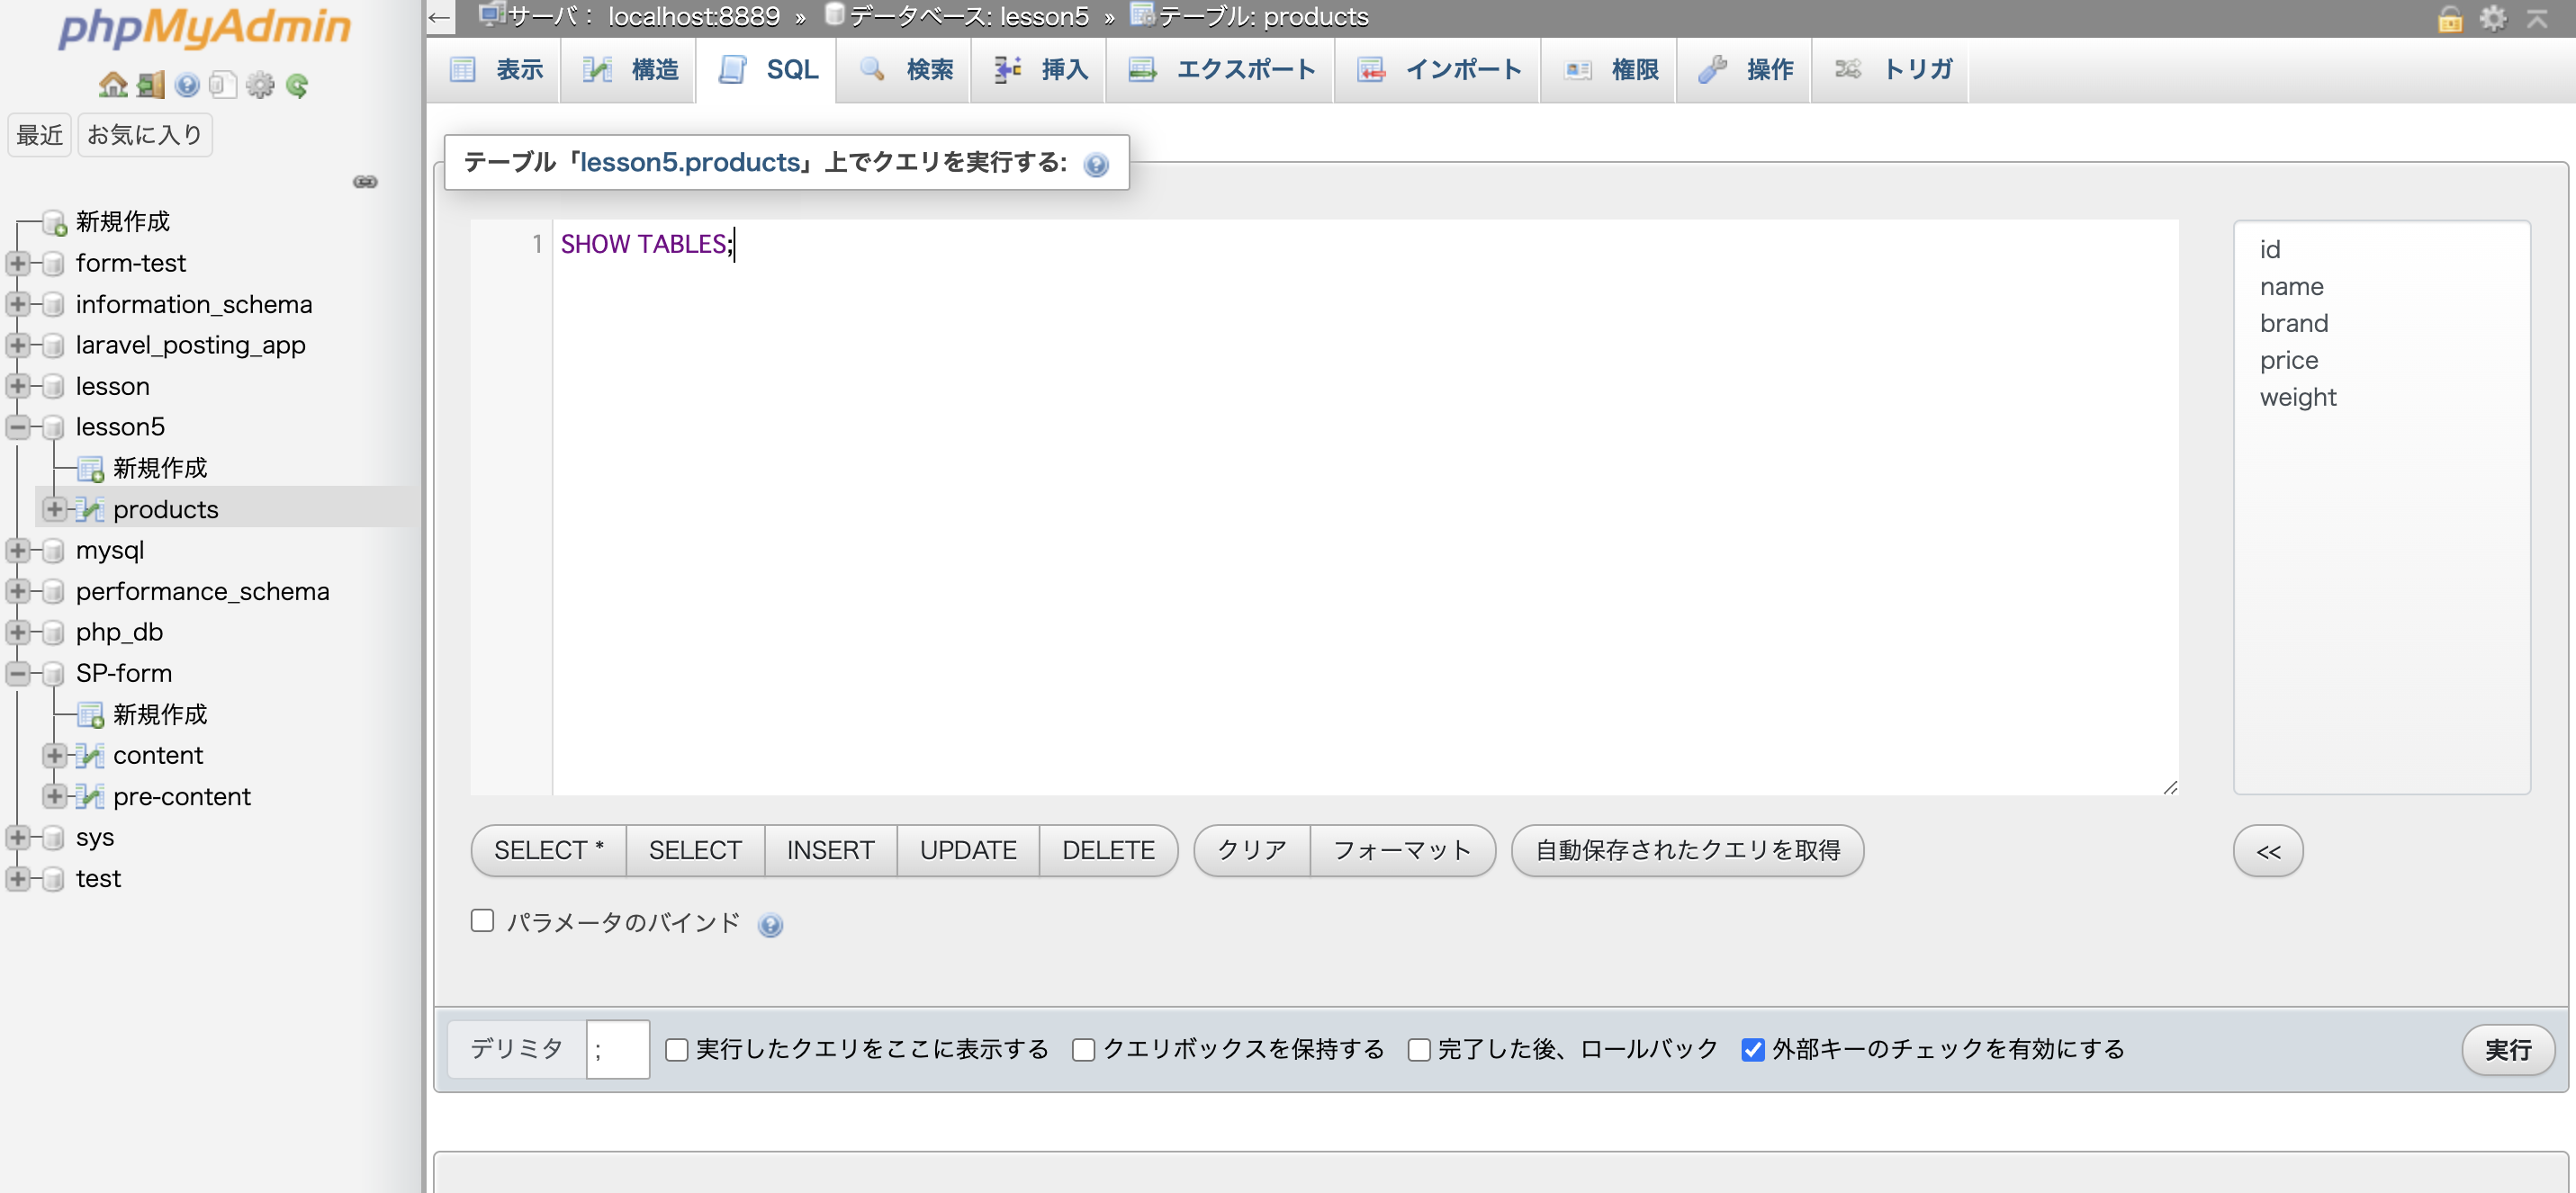 phpMyAdmin
最近 お気に入り
新規作成
form-test
information_schema
laravel_posting_app
lesson
lesson5
新規作成
products
mysql
performance_schema
php_db
SP-form
新規作成
content
pre-content
sys
test
← サーバ： localhost:8889 » データベース: lesson5 » テーブル: products
表示 構造 SQL 検索 挿入 エクスポート インポート 権限 操作 トリガ
テーブル「lesson5.products」上でクエリを実行する:
1 SHOW TABLES;
id
name
brand
price
weight
SELECT * SELECT INSERT UPDATE DELETE クリア フォーマット 自動保存されたクエリを取得 <<
パラメータのバインド
デリミタ ; 実行したクエリをここに表示する クエリボックスを保持する 完了した後、ロールバック 外部キーのチェックを有効にする 実行